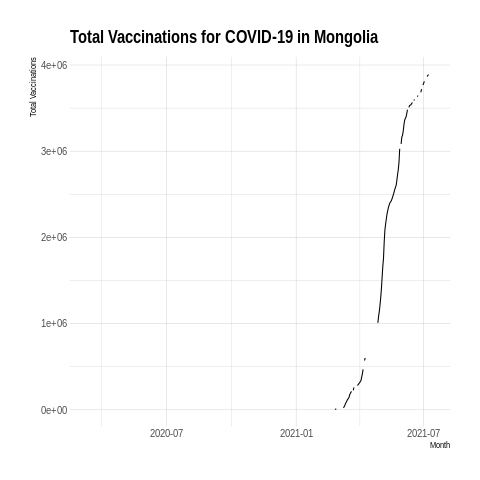 Total Vaccinations for COVID-19 in Mongolia
Total Vaccinations
4e+06
3e+06
2e+06
1e+06
0e+00
2020-07 2021-01 2021-07
Month